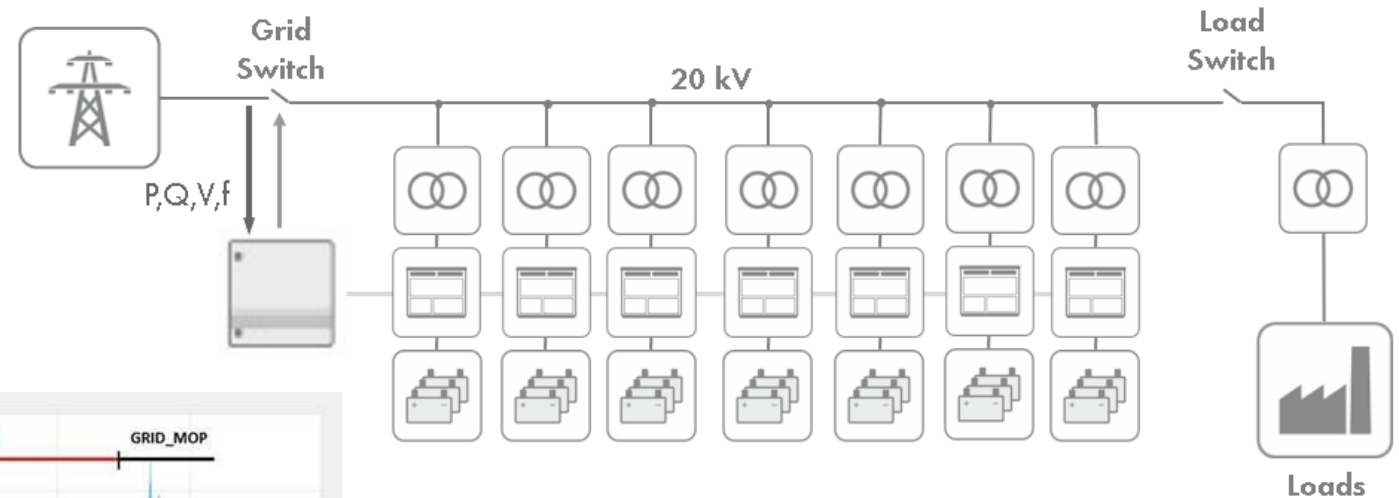 Grid
Switch
Load
Switch
20 kV
P,Q,V,f
GRID_MOP
Loads